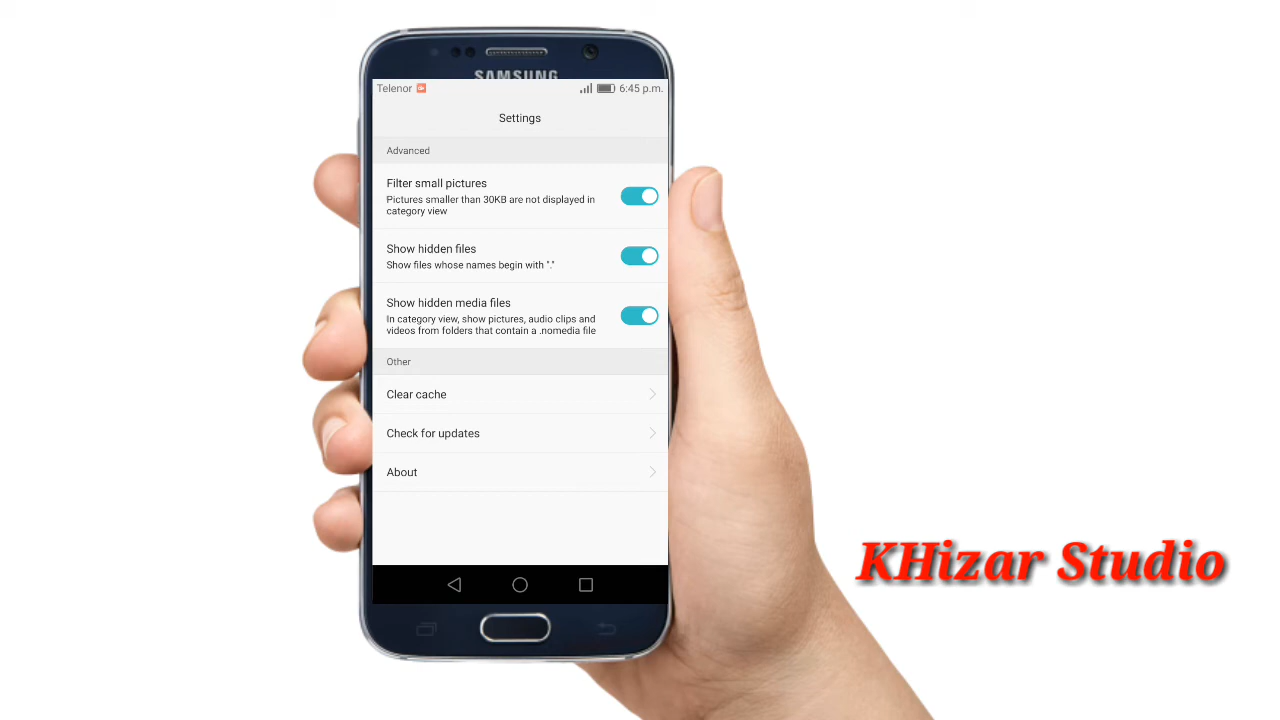 SAMSUNG
Telenor
6:45 p.m.
Settings
Advanced
Filter small pictures
Pictures smaller than 30KB are not displayed in
category view
Show hidden files
Show files whose names begin with "."
Show hidden media files
In category view, show pictures, audio clips and
videos from folders that contain a .nomedia file
Other
Clear cache
Check for updates
About
KHizar Studio